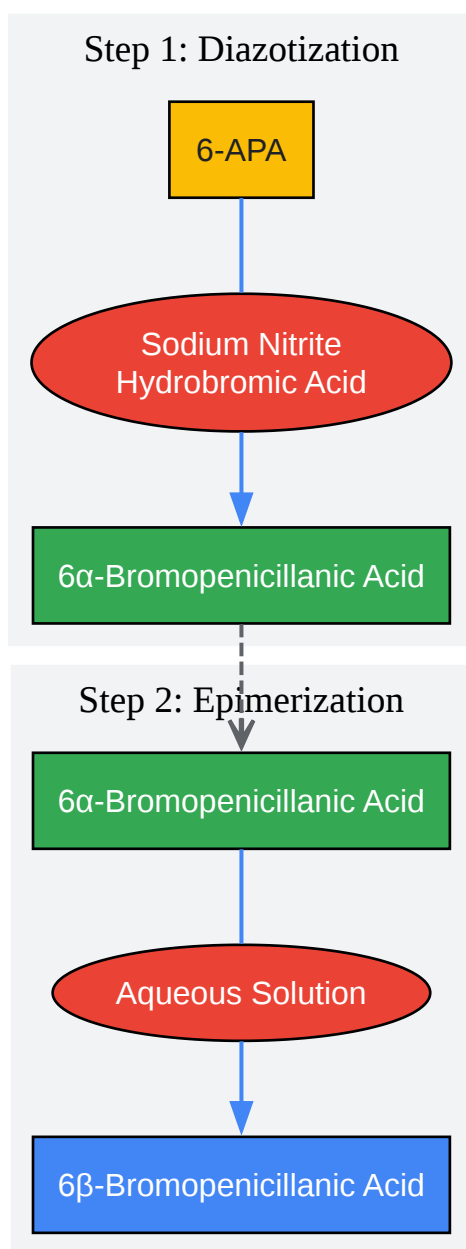 Step 1: Diazotization
6-APA
Sodium Nitrite
Hydrobromic Acid
6α-Bromopenicillanic Acid
Step 2: Epimerization
6α-Bromopenicillanic Acid
Aqueous Solution
6β-Bromopenicillanic Acid